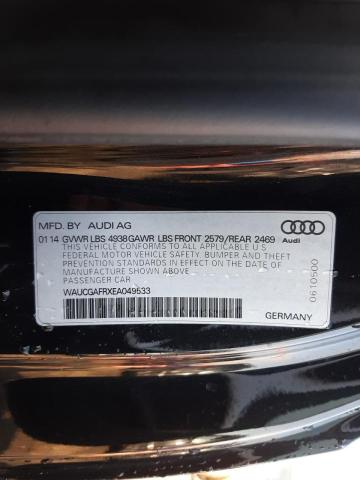 MFD. BY AUDI AG
01 14 GVWR LBS 4938 GAWR LBS FRONT 2579/REAR 2469
THIS VEHICLE CONFORMS TO ALL APPLICABLE U S
FEDERAL MOTOR VEHICLE SAFETY, BUMPER AND THEFT
PREVENTION STANDARDS IN EFFECT ON THE DATE OF
MANUFACTURE SHOWN ABOVE.
PASSENGER CAR
WAUCGAFRXEA049533
Audi
0610500
GERMANY